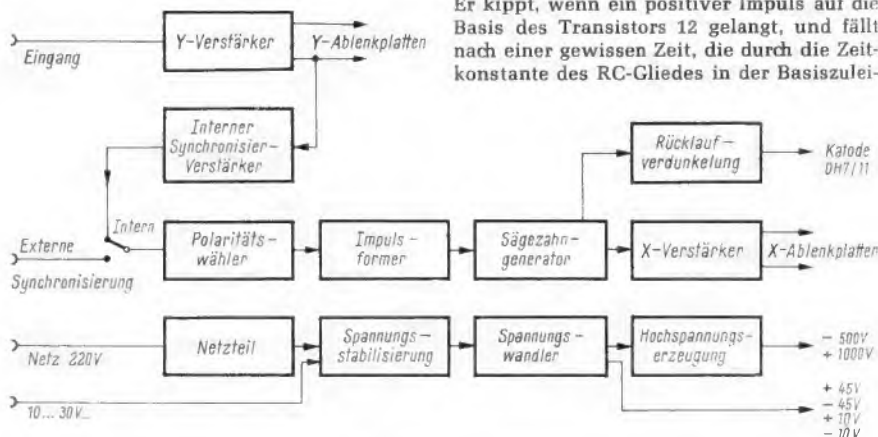 Er kippt, wenn ein positiver Impuls auf die
Basis des Transistors 12 gelangt, und fällt
nach einer gewissen Zeit, die durch die Zeit-
konstante des RC-Gliedes in der Basiszulei-
Eingang
Y-Verstärker
Y-Ablenkplatten
Interner
Synchronisier-
Verstärker
Rücklauf-
verdunkelung
Katode
DH7/11
Intern
Externe
Synchronisierung
Polaritäts-
wähler
Impuls-
former
Sägezahn-
generator
X-Verstärker
X-Ablenkplatten
Netz 220V
Netzteil
Spannungs-
stabilisierung
Spannungs-
wandler
Hochspannungs-
erzeugung
- 500V
+ 1000V
10...30V
+ 45V
- 45V
+ 10V
- 10V